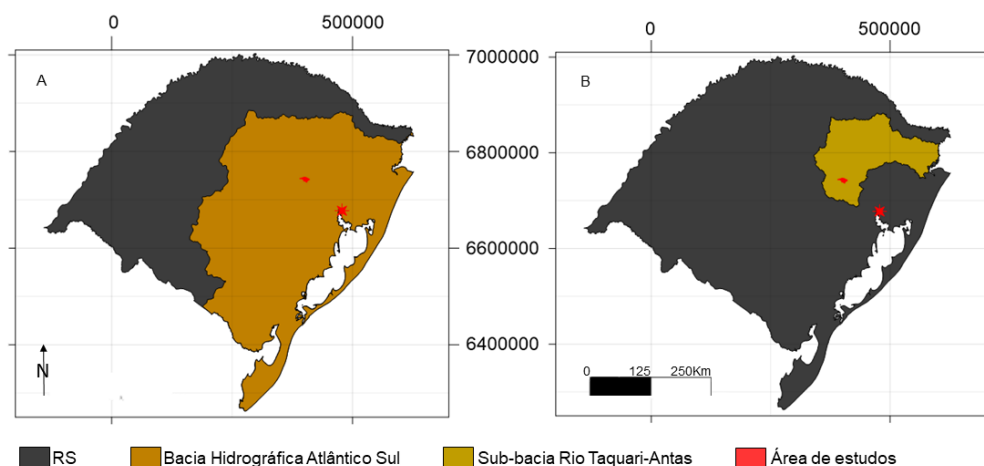 0 500000
0 500000
A
B
7000000
6800000
6600000
6400000
N
0 125 250Km
RS
Bacia Hidrográfica Atlântico Sul
Sub-bacia Rio Taquari-Antas
Área de estudos